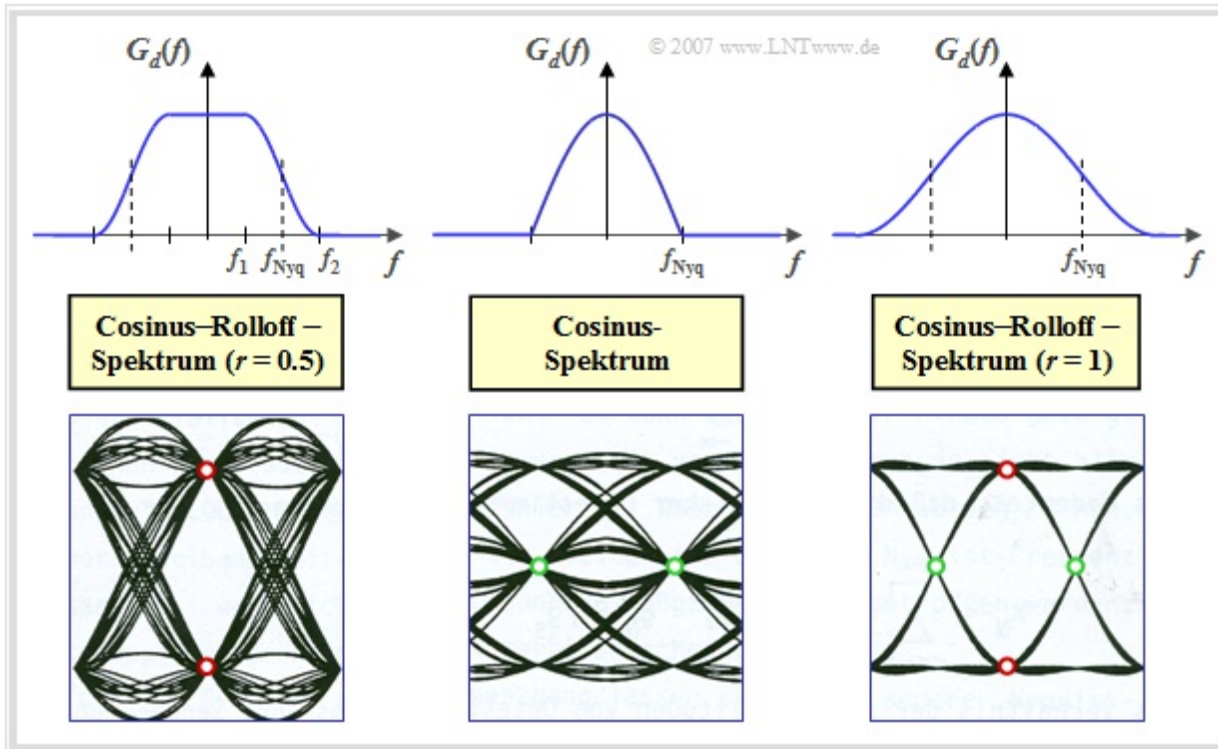 G_d(f)
G_d(f)
© 2007 www.LNTwww.de
G_d(f)
f_1 f_Nyq f_2 f
f_Nyq f
f_Nyq f
Cosinus–Rolloff –
Spektrum (r = 0.5)
Cosinus-
Spektrum
Cosinus–Rolloff –
Spektrum (r = 1)